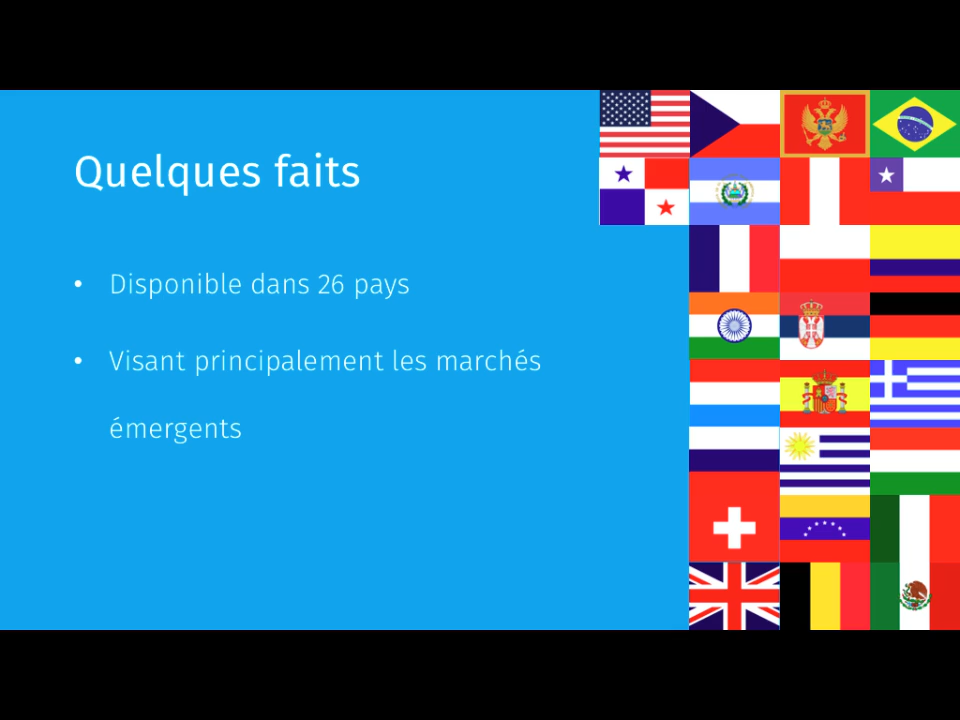 Quelques faits
• Disponible dans 26 pays
• Visant principalement les marchés
émergents